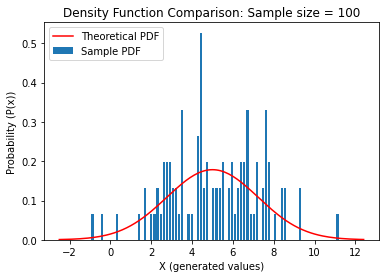 Density Function Comparison: Sample size = 100
Theoretical PDF
Sample PDF
Probability (P(x))
0.5
0.4
0.3
0.2
0.1
0.0
−2 0 2 4 6 8 10 12
X (generated values)